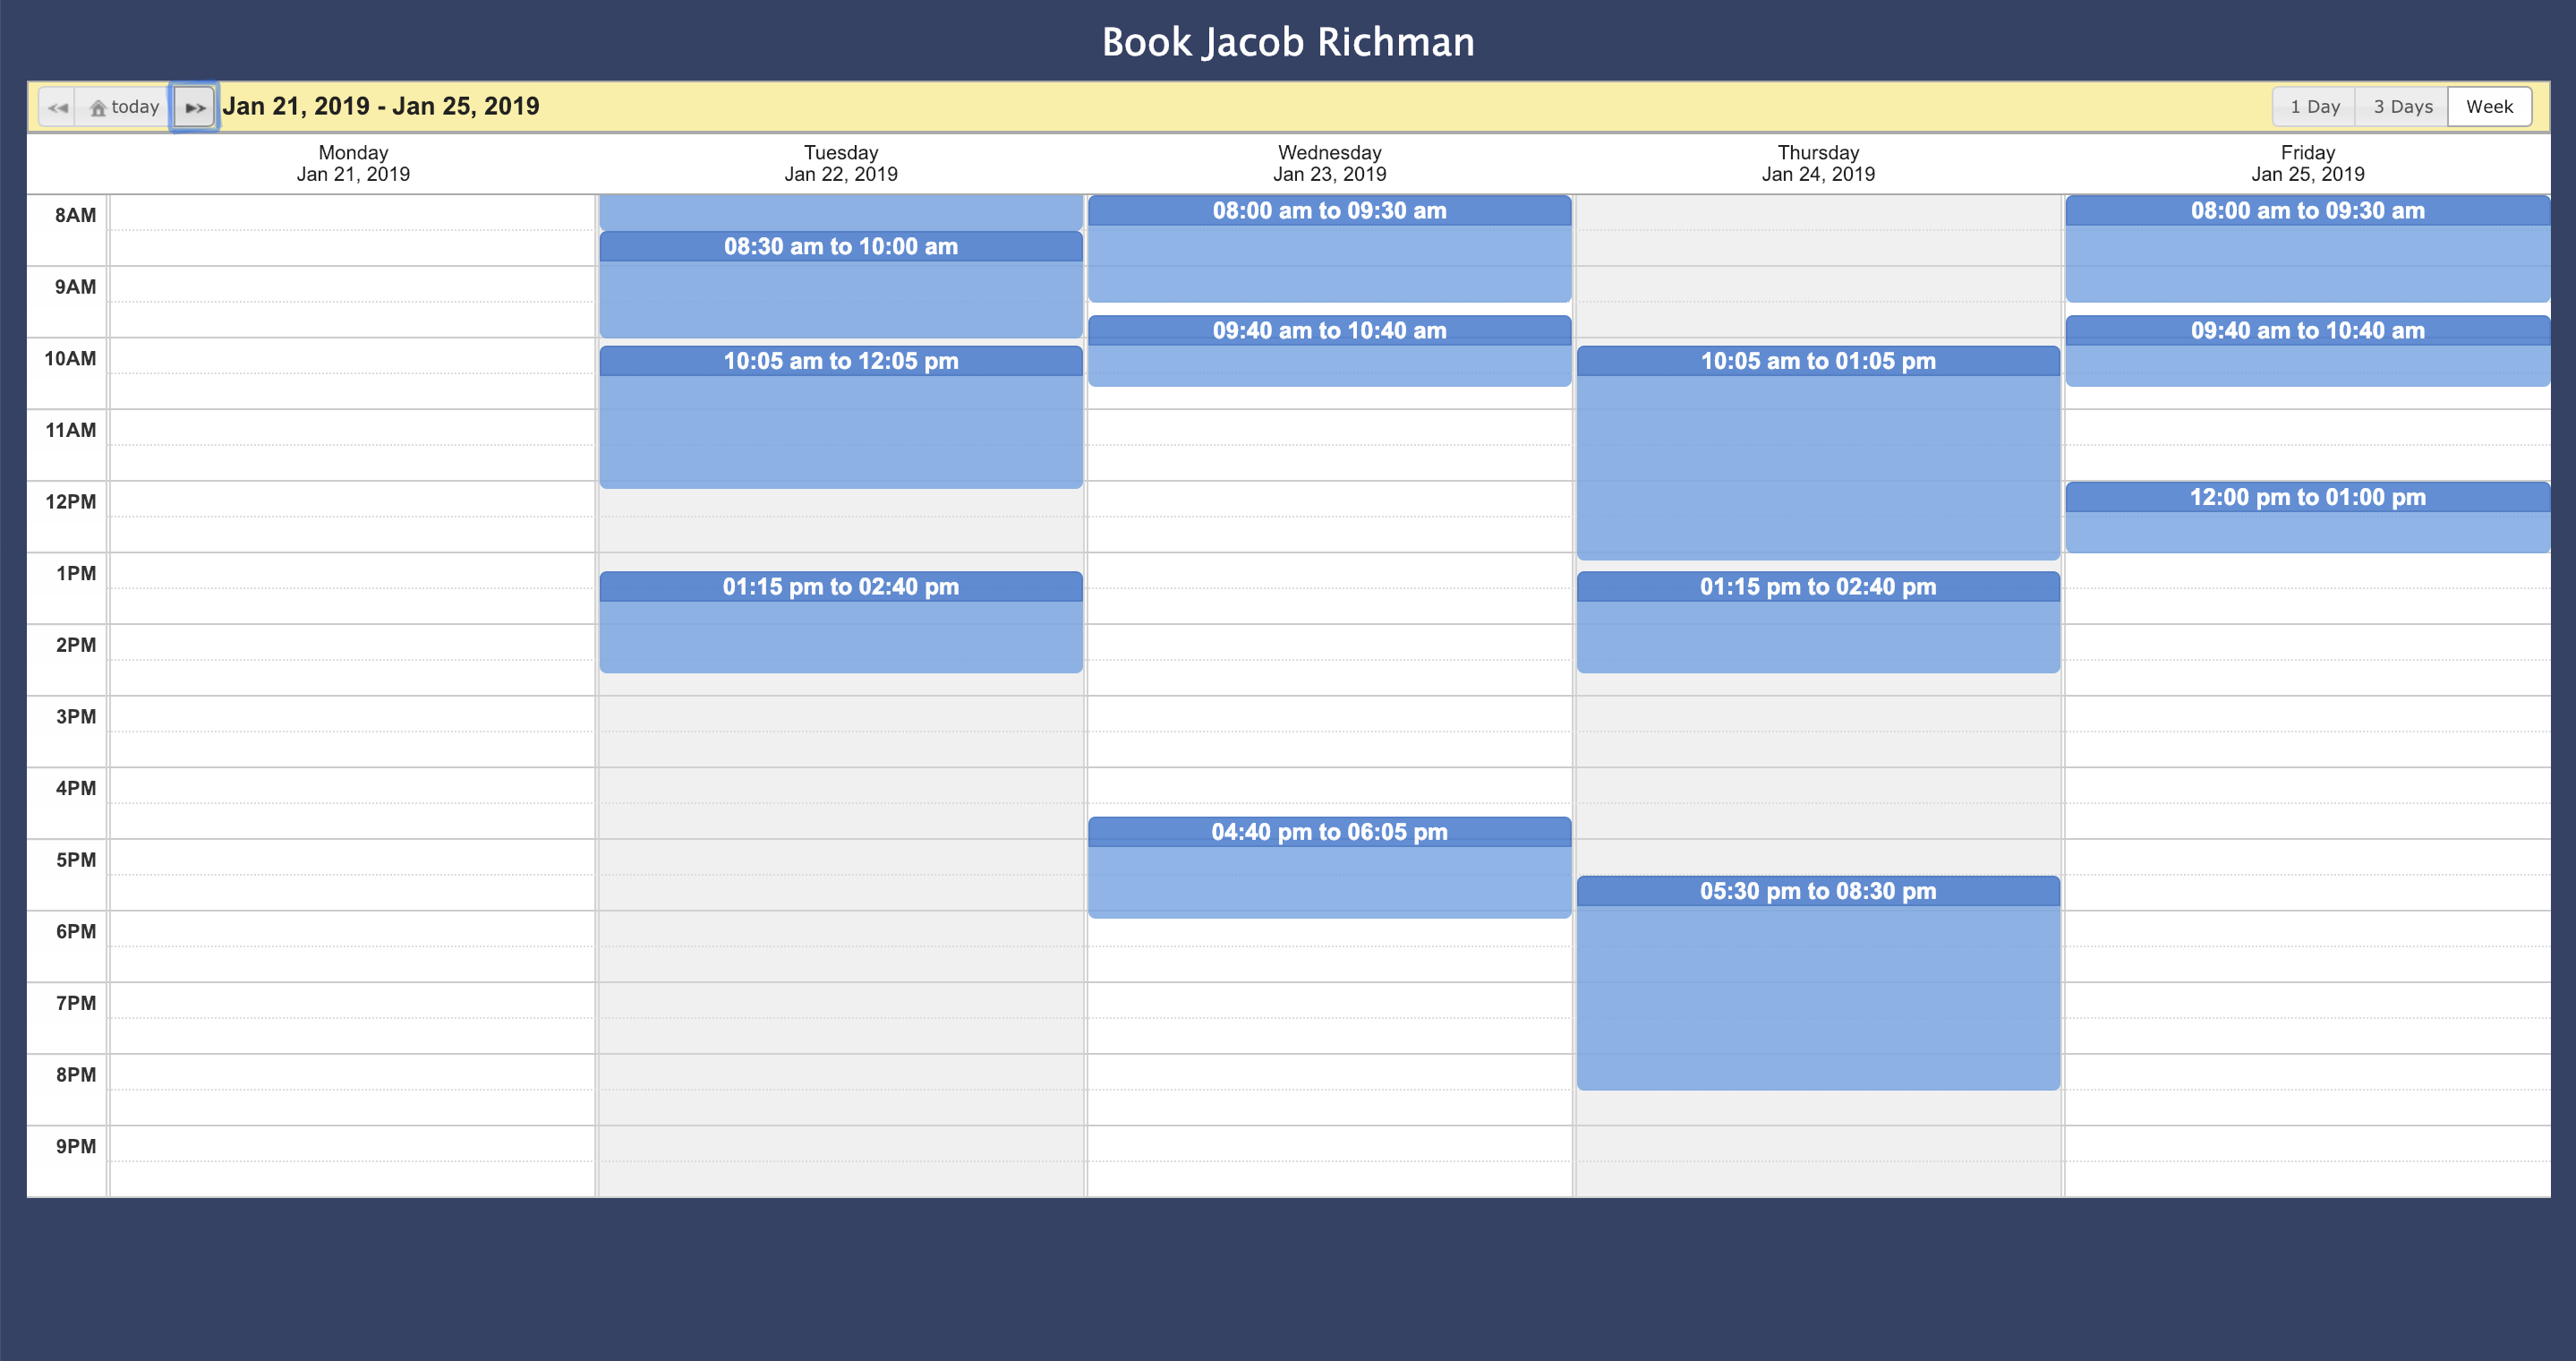 Book Jacob Richman
today
Jan 21, 2019 - Jan 25, 2019
1 Day
3 Days
Week
Monday
Jan 21, 2019
Tuesday
Jan 22, 2019
Wednesday
Jan 23, 2019
Thursday
Jan 24, 2019
Friday
Jan 25, 2019
8AM
9AM
10AM
11AM
12PM
1PM
2PM
3PM
4PM
5PM
6PM
7PM
8PM
9PM
08:30 am to 10:00 am
10:05 am to 12:05 pm
01:15 pm to 02:40 pm
08:00 am to 09:30 am
09:40 am to 10:40 am
04:40 pm to 06:05 pm
10:05 am to 01:05 pm
01:15 pm to 02:40 pm
05:30 pm to 08:30 pm
08:00 am to 09:30 am
09:40 am to 10:40 am
12:00 pm to 01:00 pm